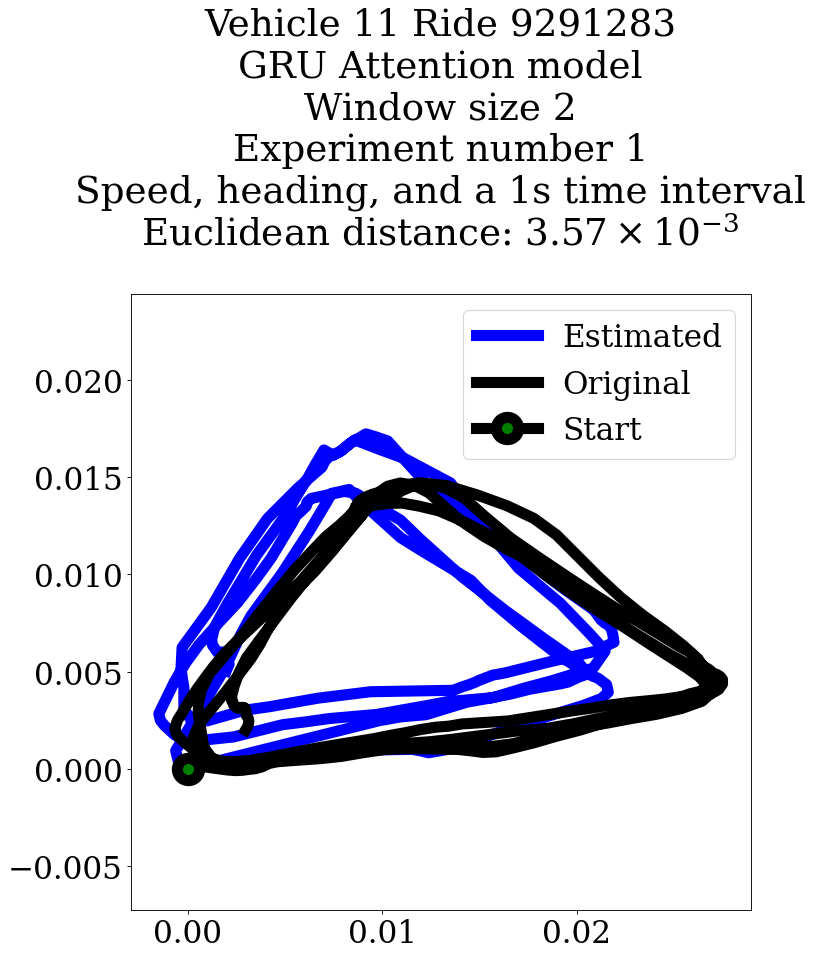 Vehicle 11 Ride 9291283
GRU Attention model
Window size 2
Experiment number 1
Speed, heading, and a 1s time interval
Euclidean distance: 3.57 × 10⁻³
Estimated
Original
Start
0.020
0.015
0.010
0.005
0.000
−0.005
0.00 0.01 0.02